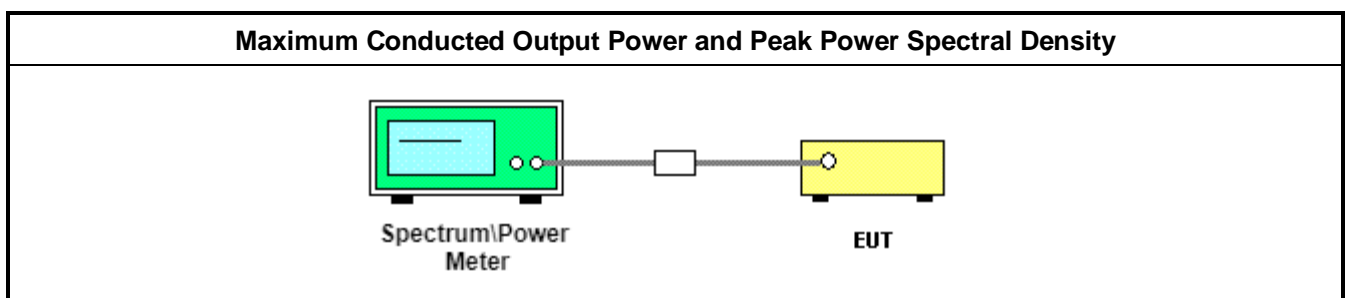 Maximum Conducted Output Power and Peak Power Spectral Density
Spectrum\Power
Meter
EUT